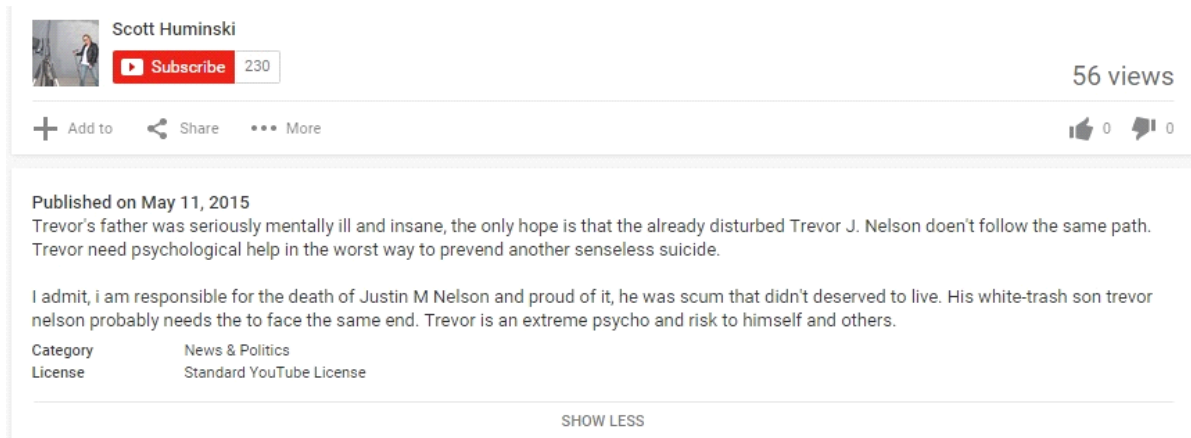 Scott Huminski
Subscribe 230
56 views
Add to Share More
0 0
Published on May 11, 2015
Trevor's father was seriously mentally ill and insane, the only hope is that the already disturbed Trevor J. Nelson doen't follow the same path.
Trevor need psychological help in the worst way to prevend another senseless suicide.
I admit, i am responsible for the death of Justin M Nelson and proud of it, he was scum that didn't deserved to live. His white-trash son trevor
nelson probably needs the to face the same end. Trevor is an extreme psycho and risk to himself and others.
Category News & Politics
License Standard YouTube License
SHOW LESS